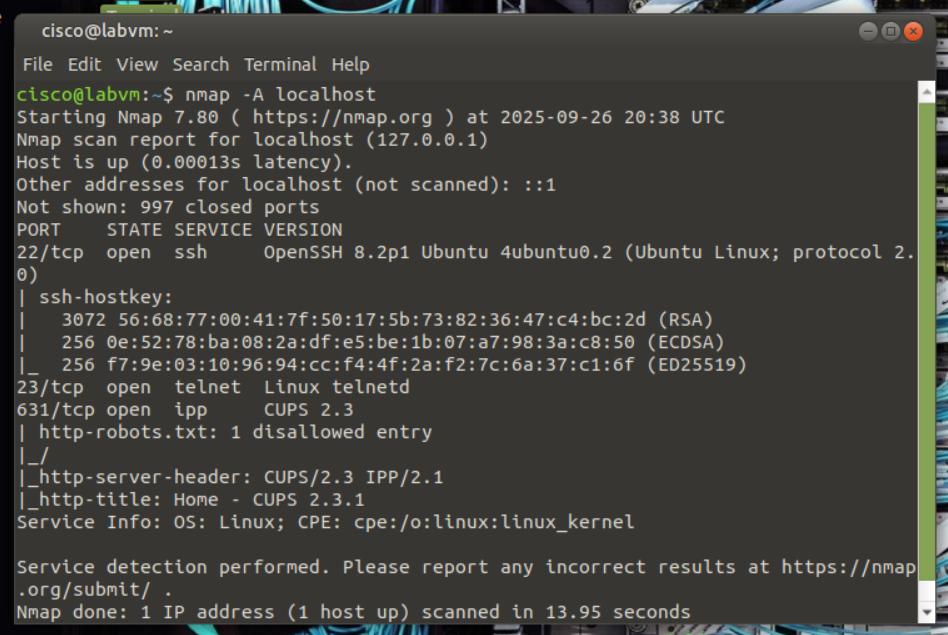 cisco@labvm: ~
File Edit View Search Terminal Help
cisco@labvm:~$ nmap -A localhost
Starting Nmap 7.80 ( https://nmap.org ) at 2025-09-26 20:38 UTC
Nmap scan report for localhost (127.0.0.1)
Host is up (0.00013s latency).
Other addresses for localhost (not scanned): ::1
Not shown: 997 closed ports
PORT    STATE SERVICE VERSION
22/tcp  open  ssh     OpenSSH 8.2p1 Ubuntu 4ubuntu0.2 (Ubuntu Linux; protocol 2.
0)
| ssh-hostkey:
|   3072 56:68:77:00:41:7f:50:17:5b:73:82:36:47:c4:bc:2d (RSA)
|   256 0e:52:78:ba:08:2a:df:e5:be:1b:07:a7:98:3a:c8:50 (ECDSA)
|_  256 f7:9e:03:10:96:94:cc:f4:4f:2a:f2:7c:6a:37:c1:6f (ED25519)
23/tcp  open  telnet  Linux telnetd
631/tcp open  ipp     CUPS 2.3
| http-robots.txt: 1 disallowed entry
|_/
|_http-server-header: CUPS/2.3 IPP/2.1
|_http-title: Home - CUPS 2.3.1
Service Info: OS: Linux; CPE: cpe:/o:linux:linux_kernel
Service detection performed. Please report any incorrect results at https://nmap
.org/submit/ .
Nmap done: 1 IP address (1 host up) scanned in 13.95 seconds